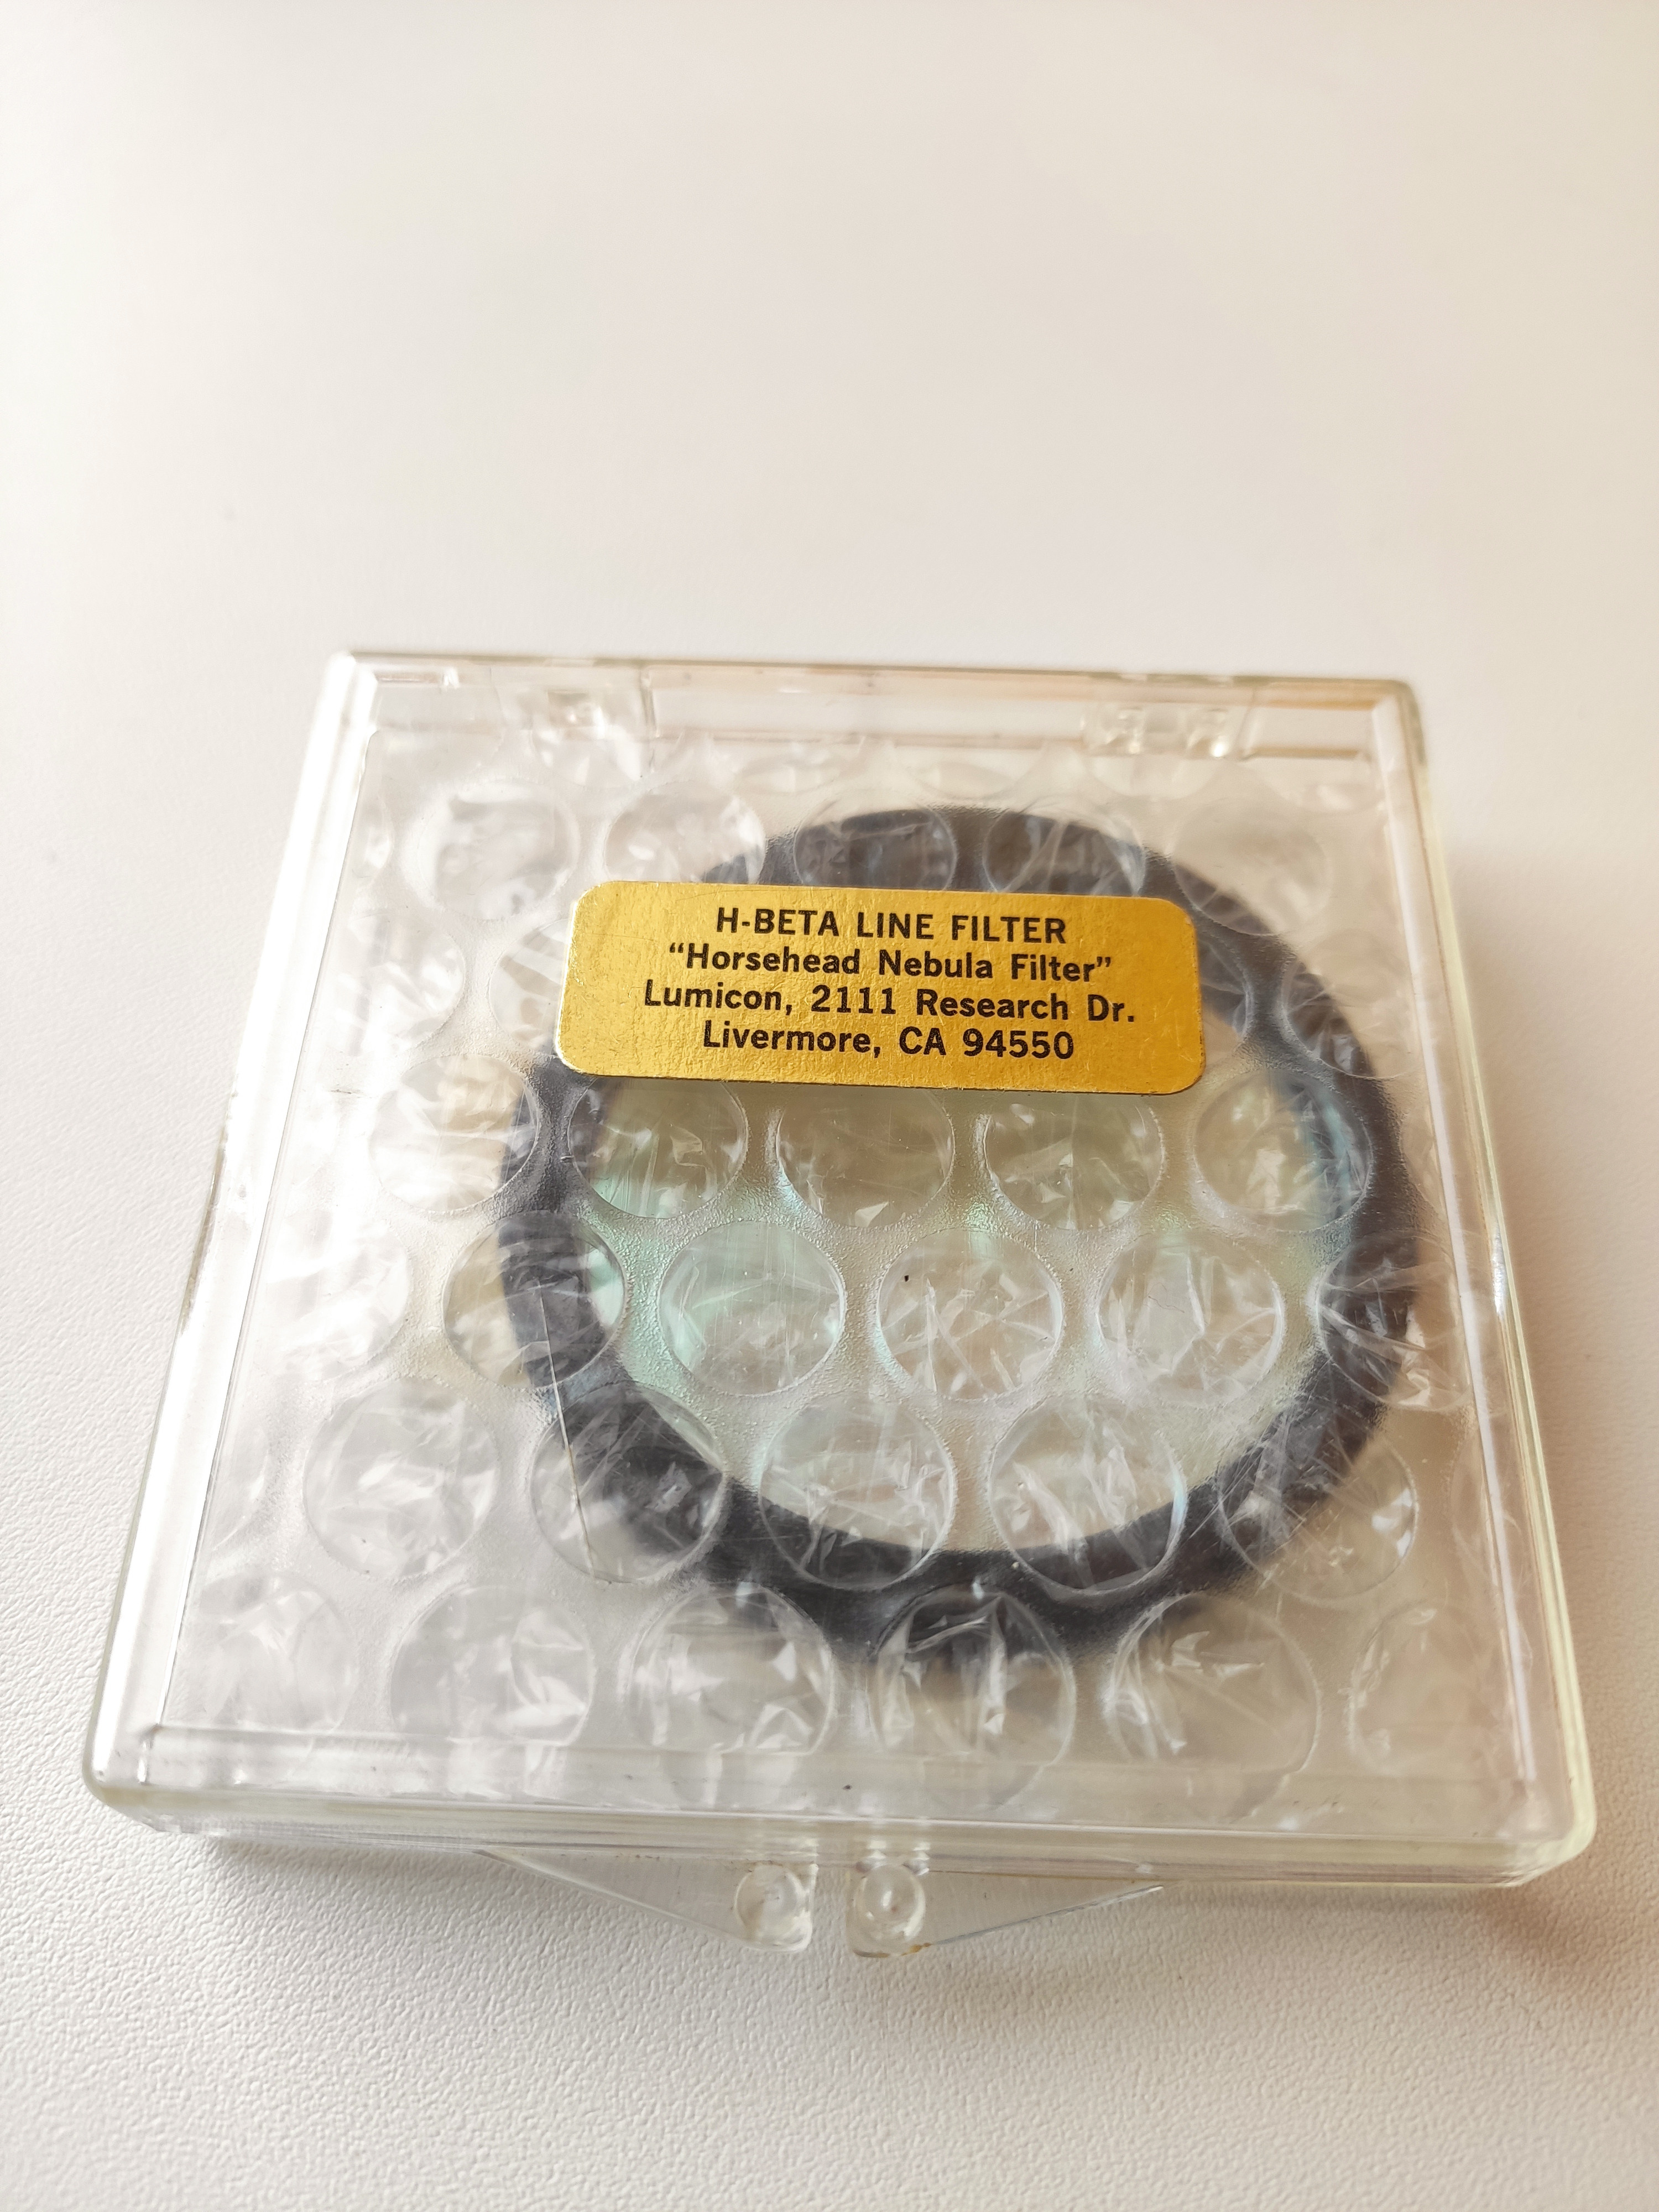 H-BETA LINE FILTER
“Horsehead Nebula Filter”
Lumicon, 2111 Research Dr.
Livermore, CA 94550